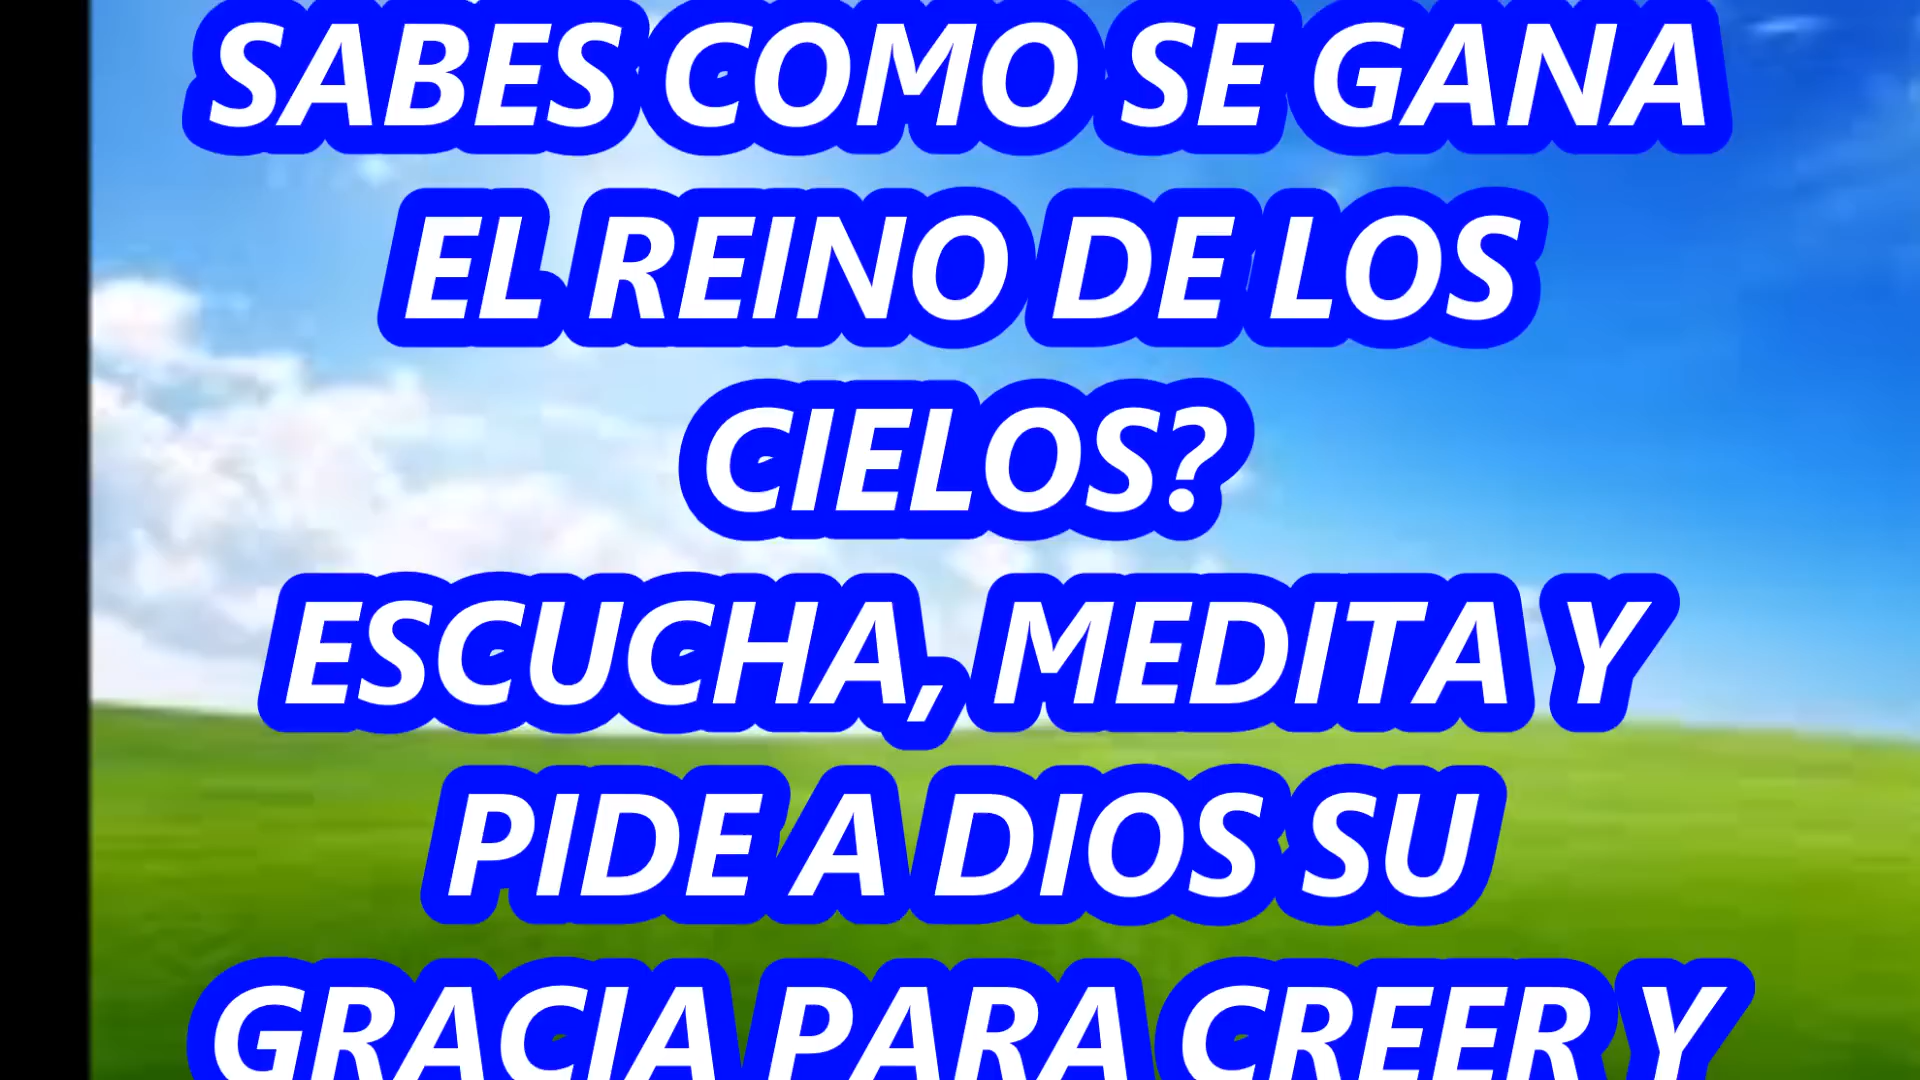 SABES COMO SE GANA
EL REINO DE LOS
CIELOS?
ESCUCHA, MEDITA Y
PIDE A DIOS SU
GRACIA PARA CREER Y